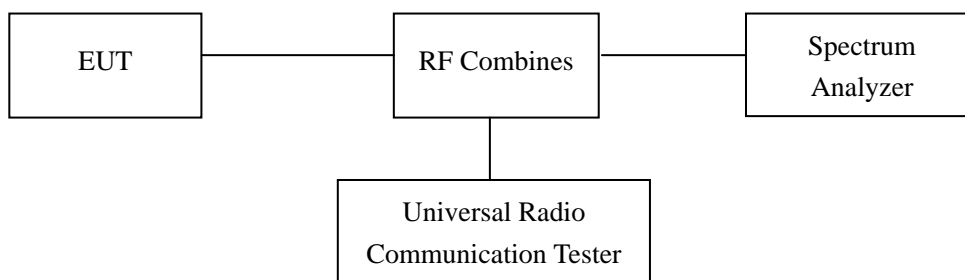 EUT
RF Combines
Spectrum
Analyzer
Universal Radio
Communication Tester